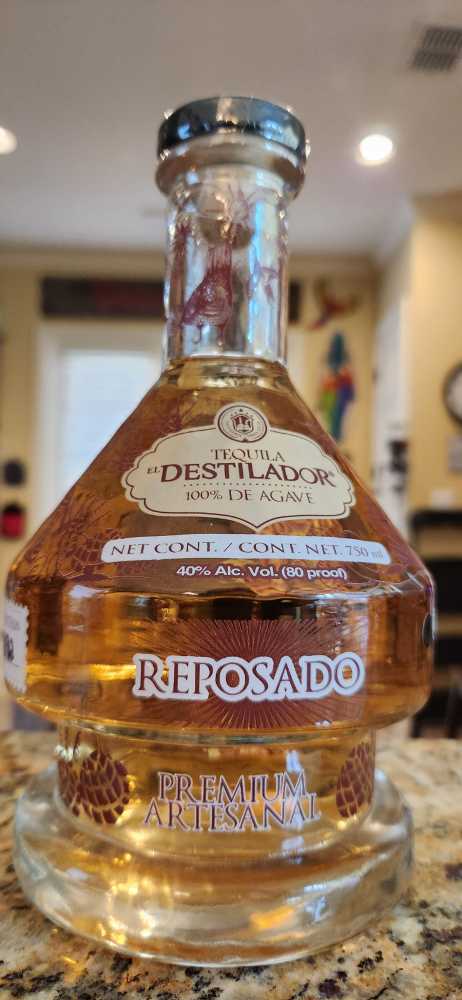 TEQUILA
EL DESTILADOR®
100% DE AGAVE
NET CONT. / CONT. NET. 750 ml
40% Alc. Vol. (80 proof)
REPOSADO
PREMIUM
ARTESANAL